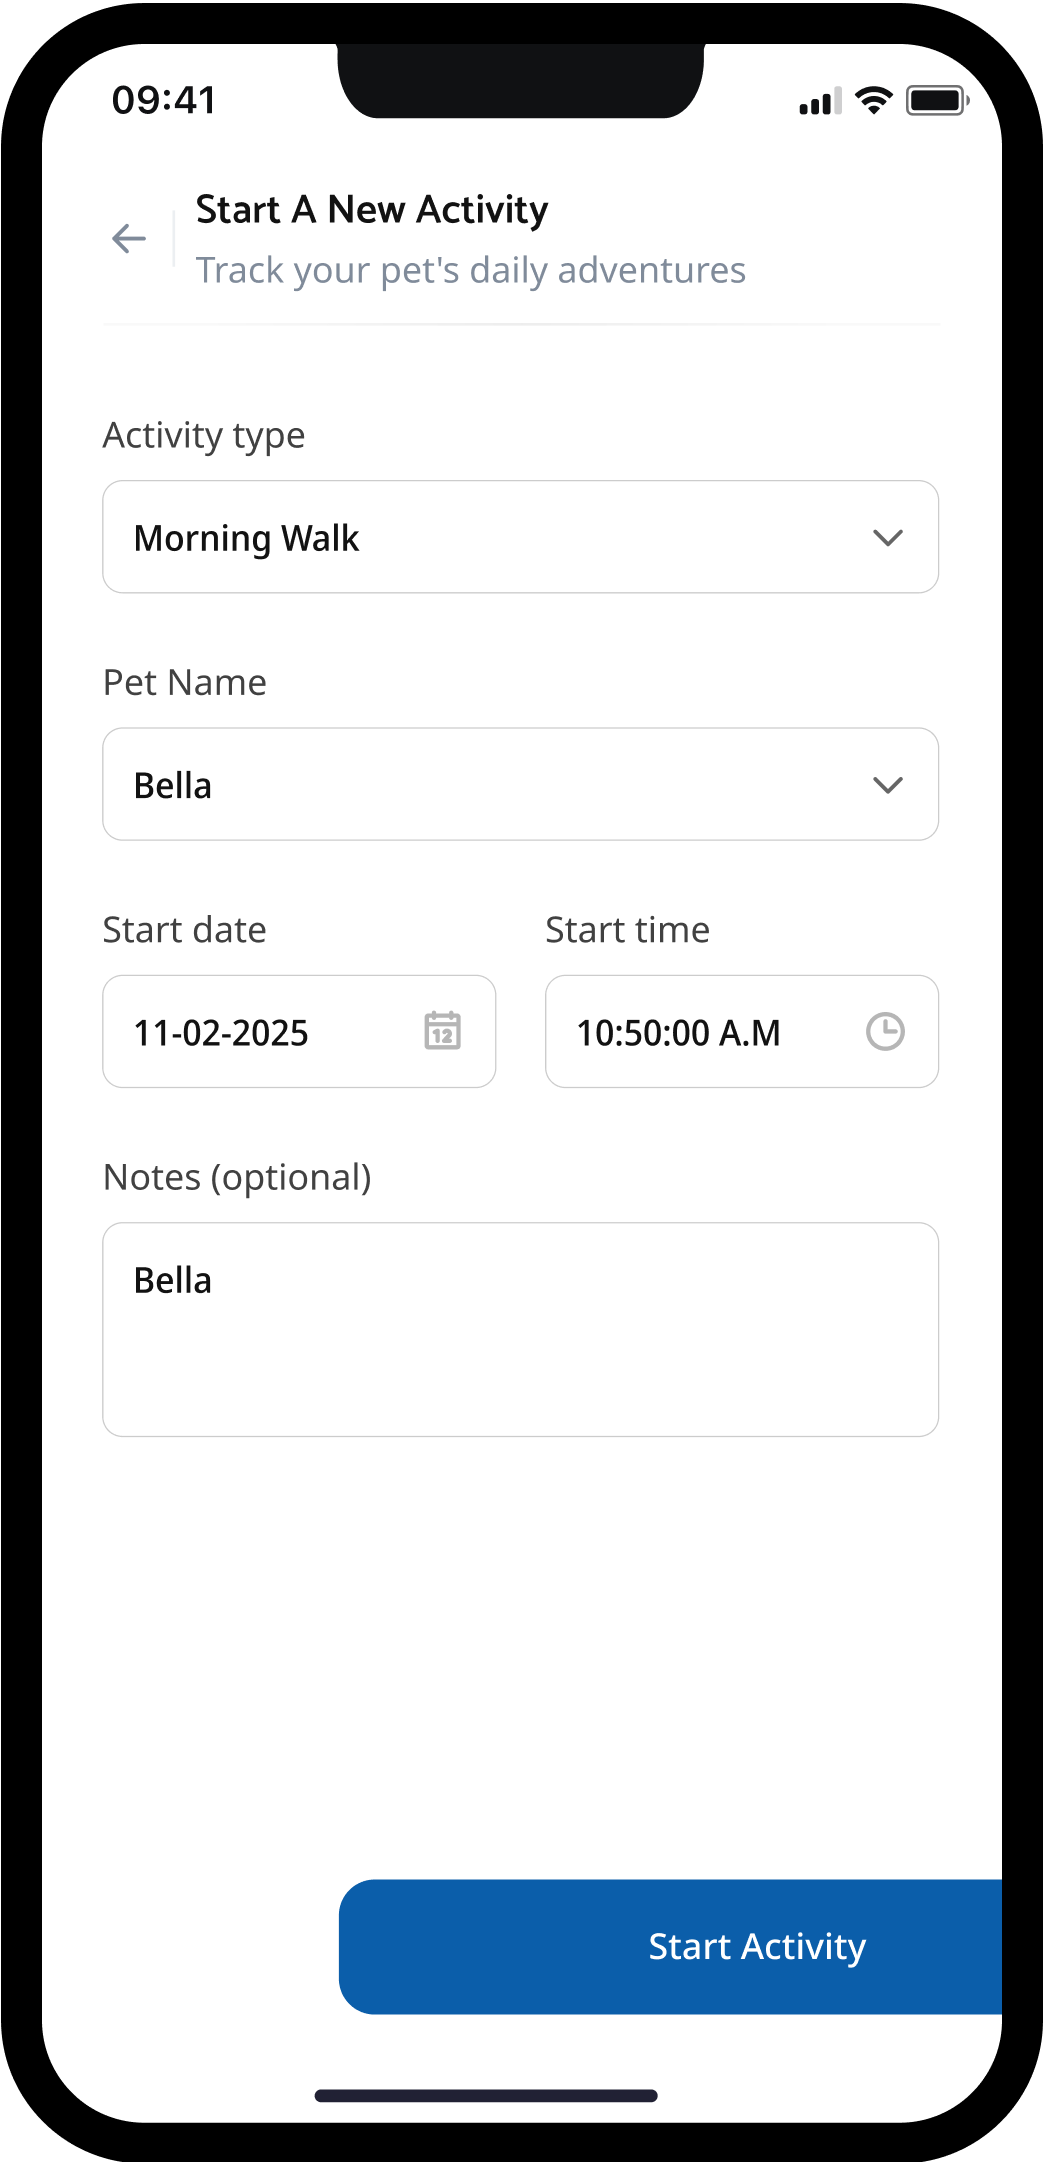 09:41
Start A New Activity
Track your pet's daily adventures
Activity type
Morning Walk
Pet Name
Bella
Start date
Start time
11-02-2025
12
10:50:00 A.M
Notes (optional)
Bella
Start Activity